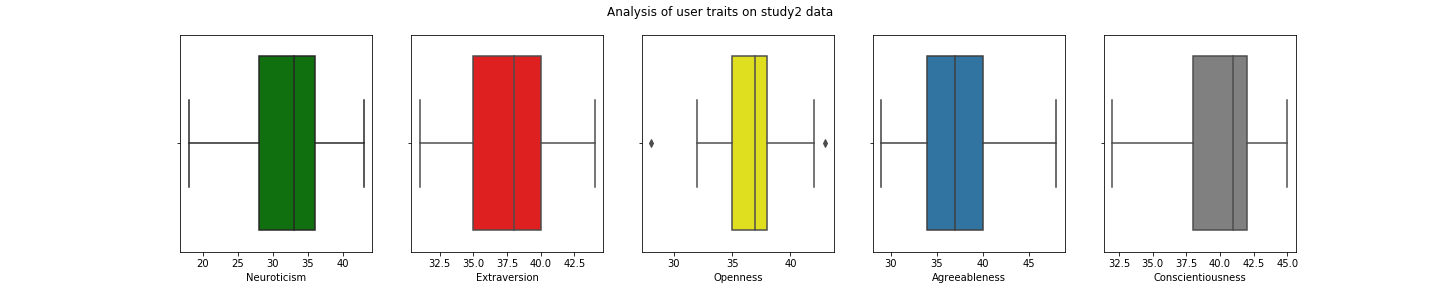 Analysis of user traits on study2 data
20 25 30 35 40
Neuroticism
32.5 35.0 37.5 40.0 42.5
Extraversion
30 35 40
Openness
30 35 40 45
Agreeableness
32.5 35.0 37.5 40.0 42.5 45.0
Conscientiousness